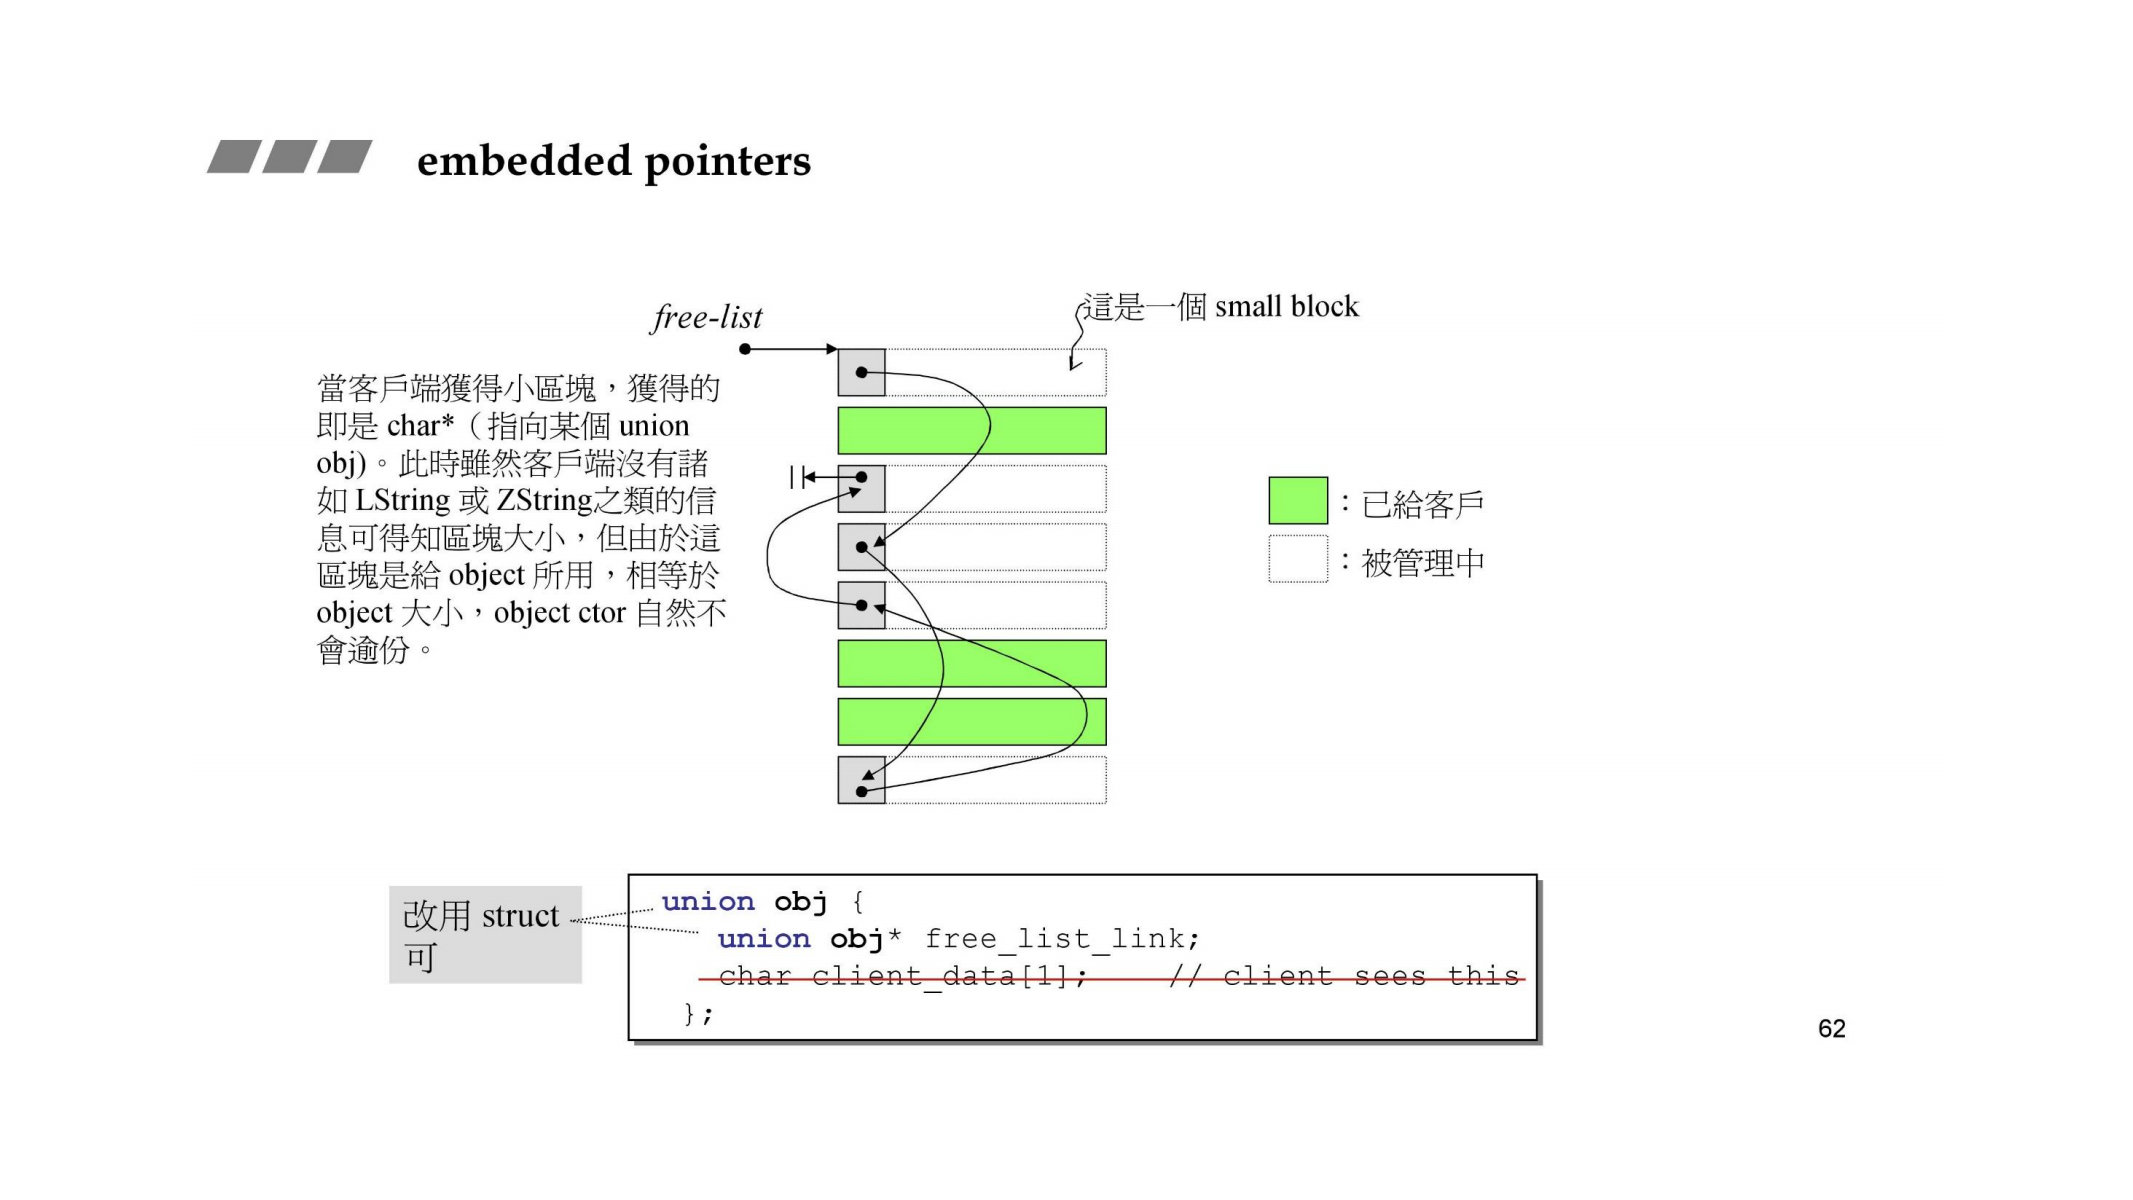 embedded pointers
free-list
這是一個 small block
當客戶端獲得小區塊，獲得的
即是 char*（指向某個 union
obj)。此時雖然客戶端沒有諸
如 LString 或 ZString之類的信
息可得知區塊大小，但由於這
區塊是給 object 所用，相等於
object 大小，object ctor 自然不
會逾份。
：已給客戶
：被管理中
改用 struct
可
union obj {
union obj* free_list_link;
char client_data[1];    // client sees this
};
62